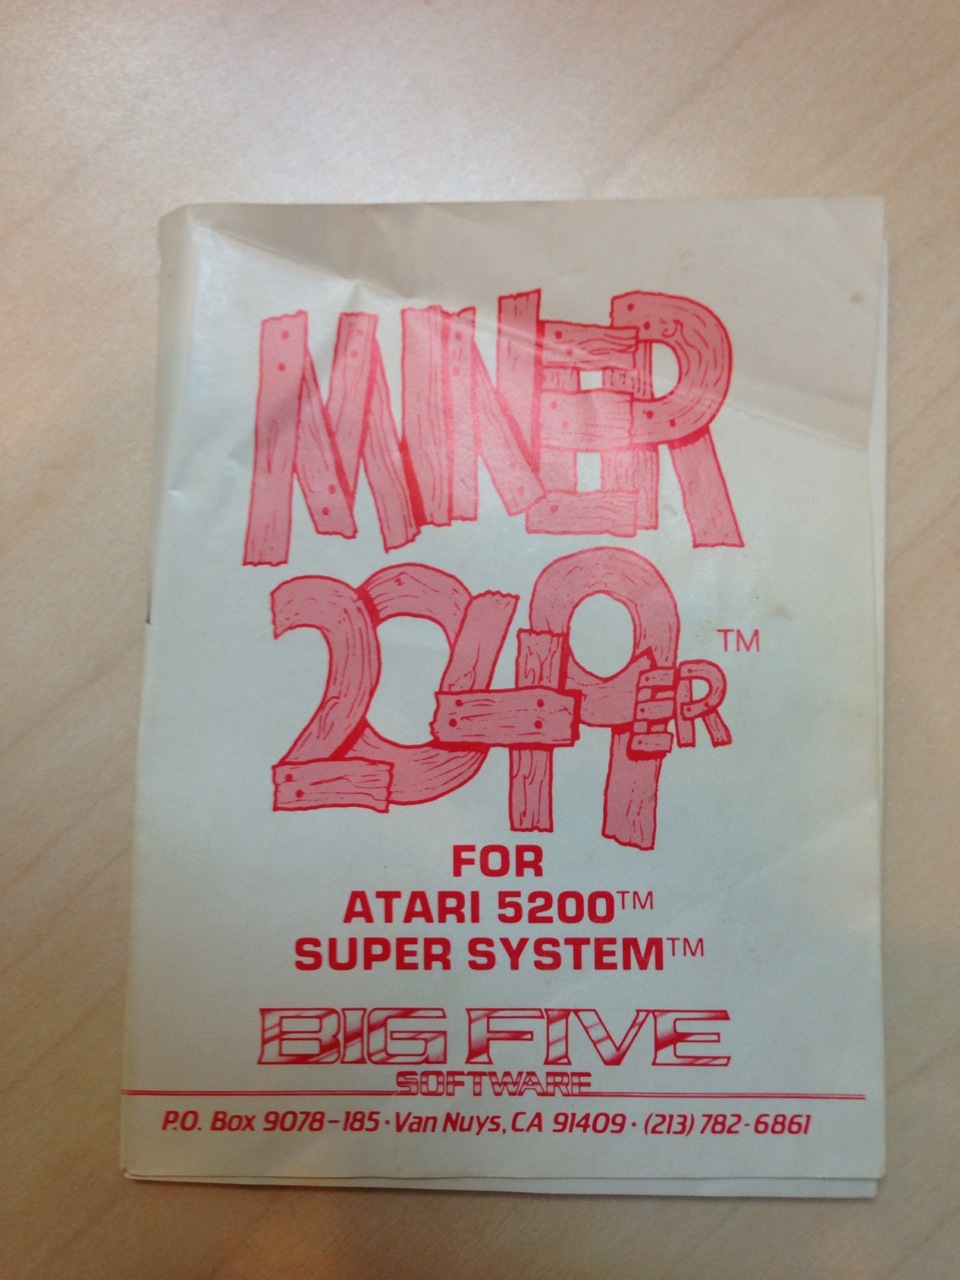 MINER
2049ER™
FOR
ATARI 5200™
SUPER SYSTEM™
BIG FIVE
SOFTWARE
P.O. Box 9078-185·Van Nuys, CA 91409·(213) 782-6861